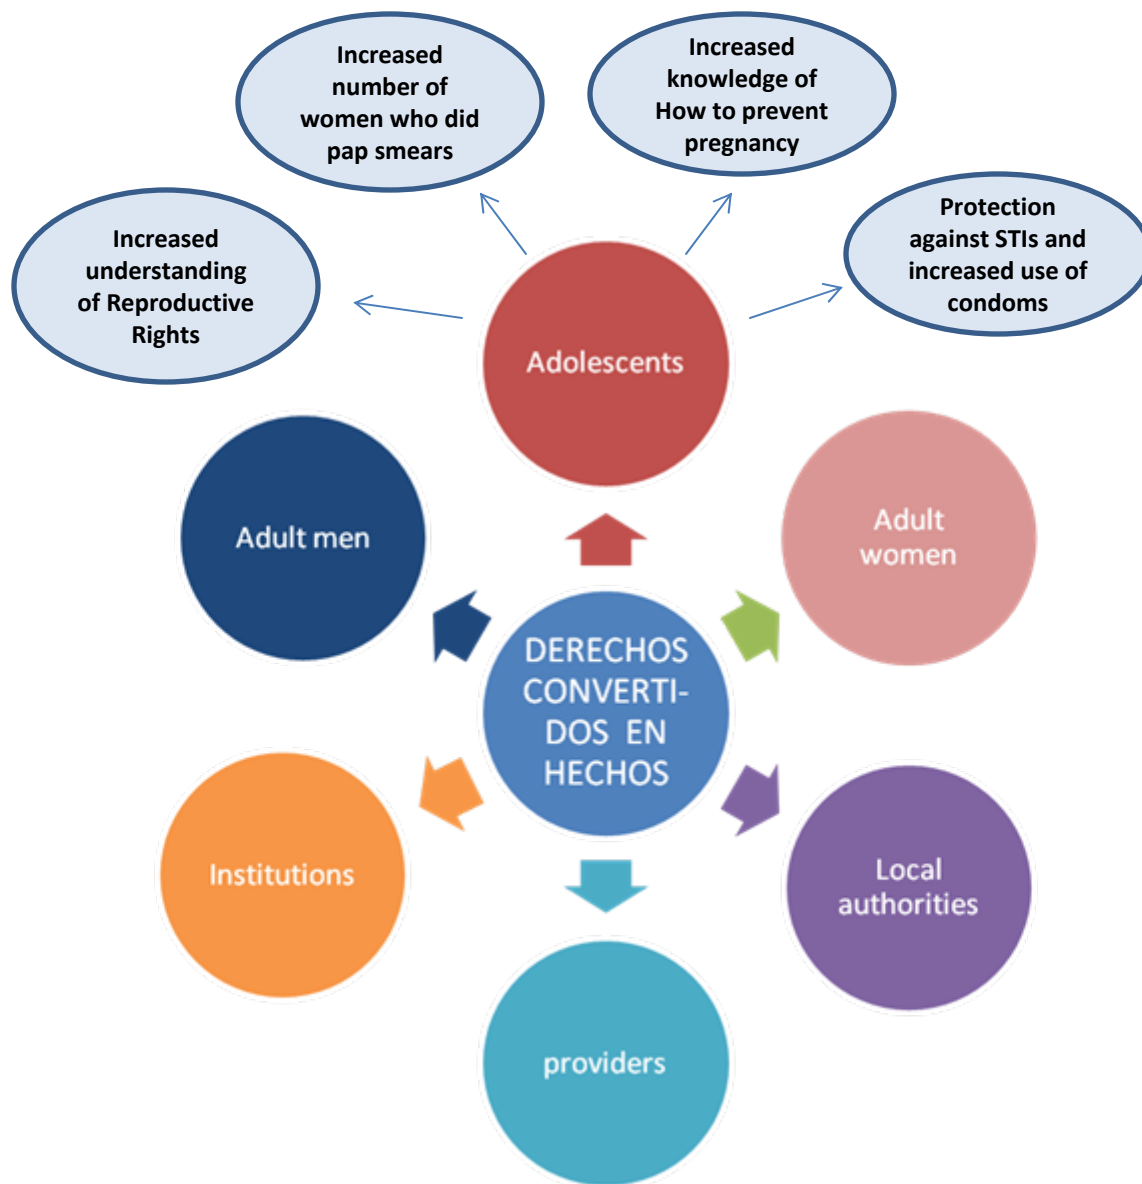 Increased
number of
women who did
pap smears
Increased
knowledge of
How to prevent
pregnancy
Increased
understanding
of Reproductive
Rights
Protection
against STIs and
increased use of
condoms
Adolescents
Adult men
Adult
women
DERECHOS
CONVERTI-
DOS EN
HECHOS
Institutions
Local
authorities
providers